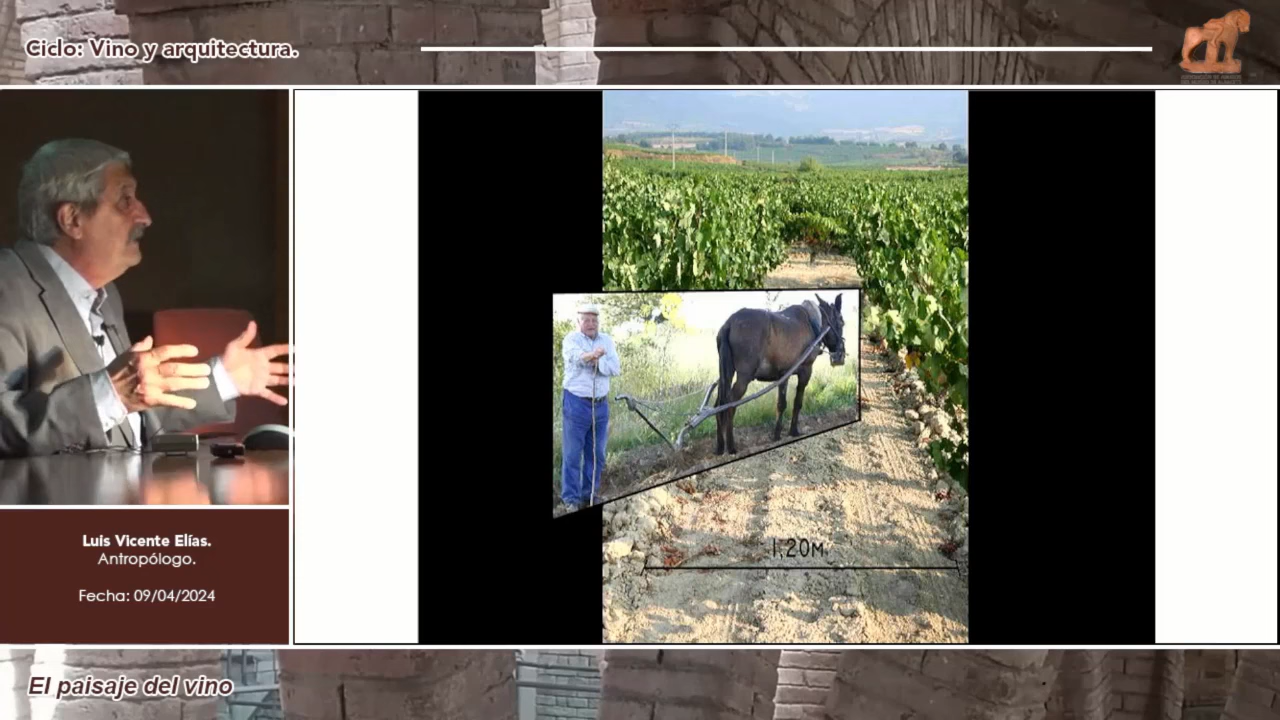 Ciclo: Vino y arquitectura.
1,20M.
Luis Vicente Elías.
Antropólogo.
Fecha: 09/04/2024
El paisaje del vino